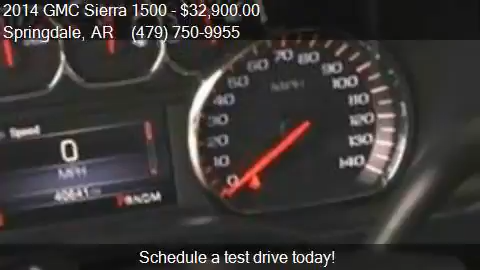 2014 GMC Sierra 1500 - $32,900.00
Springdale, AR (479) 750-9955
0 10 20 30 40 50 60 70 80 90 100 110 120 130 140
MPH
Speed
0
MPH
Schedule a test drive today!